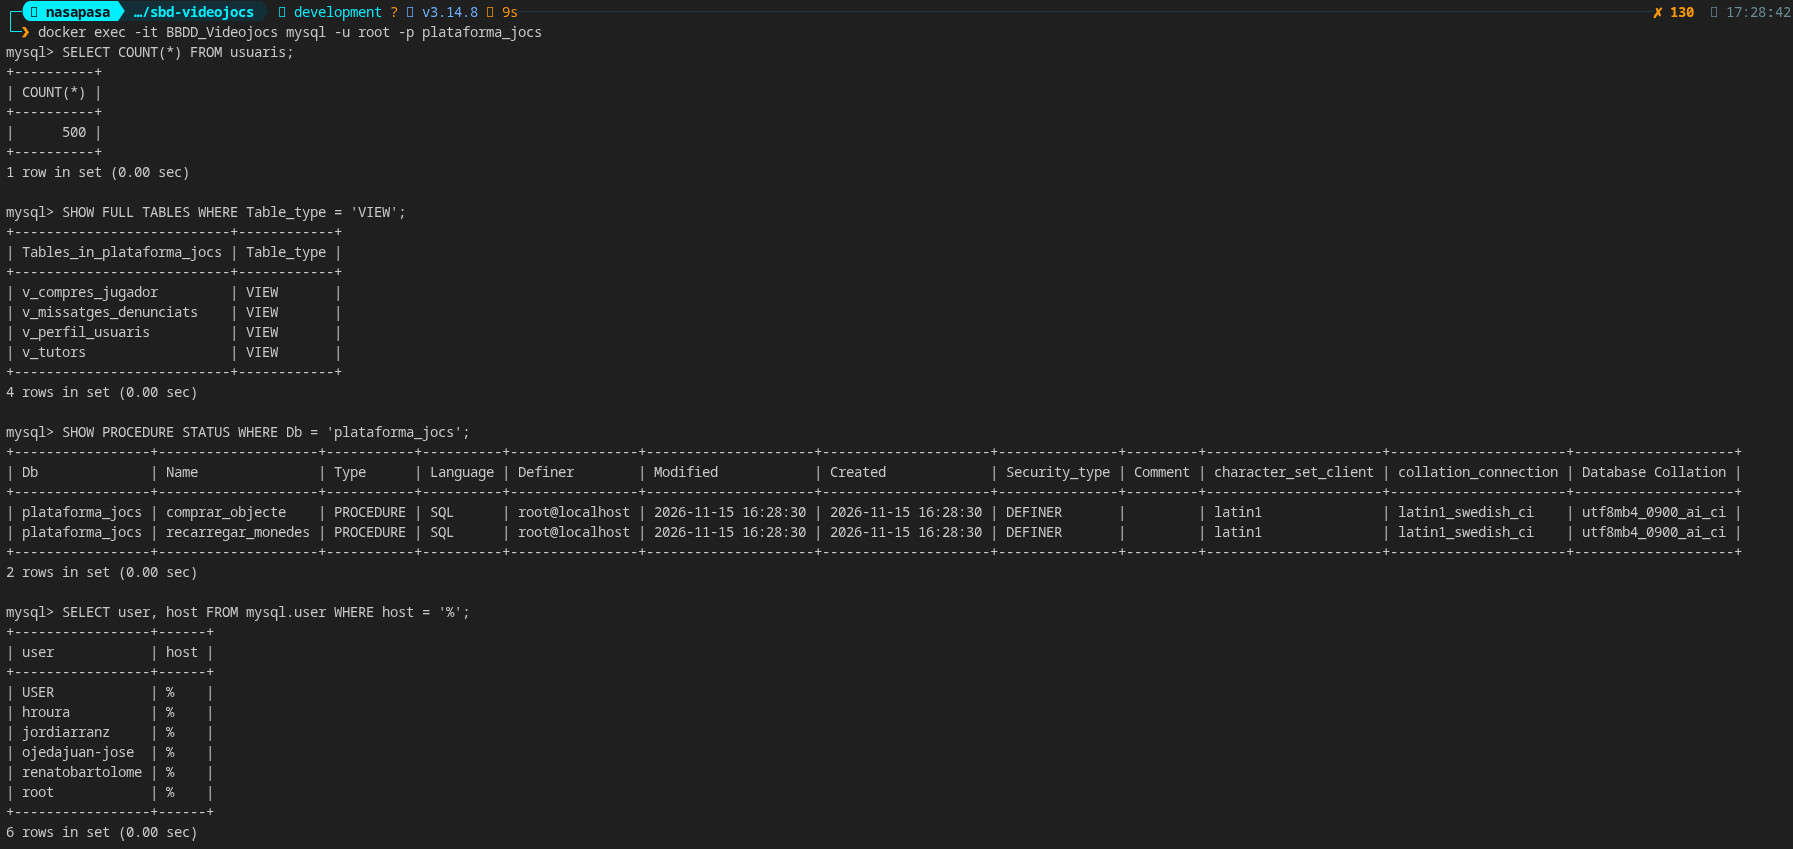 nasapasa …/sbd-videojocs development ? v3.14.8 9s ✗ 130 17:28:42
❯ docker exec -it BBDD_Videojocs mysql -u root -p plataforma_jocs
mysql> SELECT COUNT(*) FROM usuaris;
+----------+
| COUNT(*) |
+----------+
|      500 |
+----------+
1 row in set (0.00 sec)

mysql> SHOW FULL TABLES WHERE Table_type = 'VIEW';
+---------------------------+------------+
| Tables_in_plataforma_jocs | Table_type |
+---------------------------+------------+
| v_compres_jugador         | VIEW       |
| v_missatges_denunciats    | VIEW       |
| v_perfil_usuaris          | VIEW       |
| v_tutors                  | VIEW       |
+---------------------------+------------+
4 rows in set (0.00 sec)

mysql> SHOW PROCEDURE STATUS WHERE Db = 'plataforma_jocs';
+-----------------+--------------------+-----------+----------+----------------+---------------------+---------------------+---------------+---------+----------------------+----------------------+--------------------+
| Db              | Name               | TYPE      | Language | Definer        | Modified            | Created             | Security_type | Comment | character_set_client | collation_connection | Database Collation |
+-----------------+--------------------+-----------+----------+----------------+---------------------+---------------------+---------------+---------+----------------------+----------------------+--------------------+
| plataforma_jocs | comprar_objecte    | PROCEDURE | SQL      | root@localhost | 2026-11-15 16:28:30 | 2026-11-15 16:28:30 | DEFINER       |         | latin1               | latin1_swedish_ci    | utf8mb4_0900_ai_ci |
| plataforma_jocs | recarregar_monedes | PROCEDURE | SQL      | root@localhost | 2026-11-15 16:28:30 | 2026-11-15 16:28:30 | DEFINER       |         | latin1               | latin1_swedish_ci    | utf8mb4_0900_ai_ci |
+-----------------+--------------------+-----------+----------+----------------+---------------------+---------------------+---------------+---------+----------------------+----------------------+--------------------+
2 rows in set (0.00 sec)

mysql> SELECT user, host FROM mysql.user WHERE host = '%';
+-----------------+------+
| user            | host |
+-----------------+------+
| USER            | %    |
| hroura          | %    |
| jordiarranz     | %    |
| ojedajuan-jose  | %    |
| renatobartolome | %    |
| root            | %    |
+-----------------+------+
6 rows in set (0.00 sec)